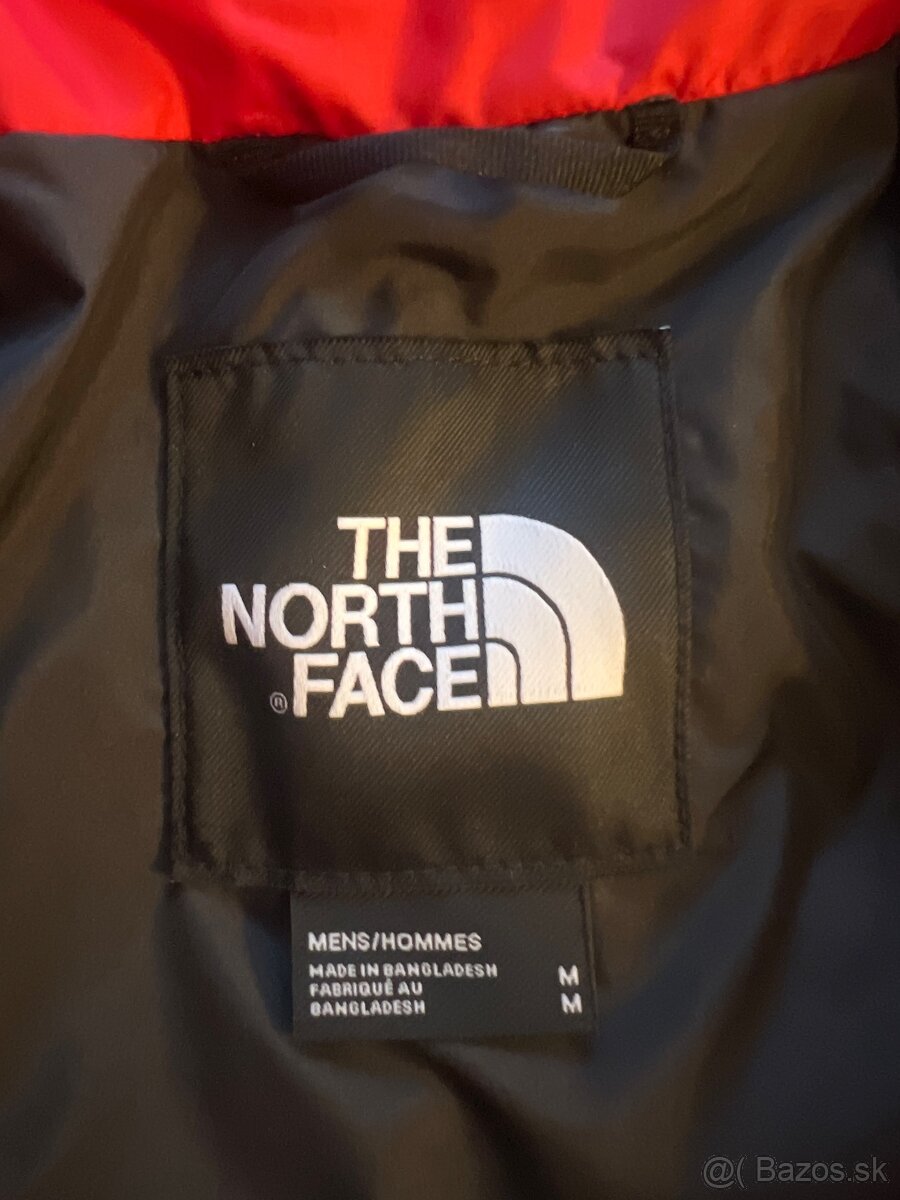 THE
NORTH
® FACE
MENS/HOMMES
MADE IN BANGLADESH M
FABRIQUÉ AU
BANGLADESH M
@( Bazos.sk